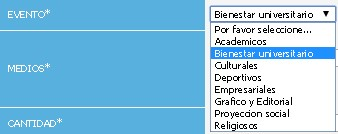 EVENTO*
Bienestar universitario
Por favor seleccione...
Academicos
Bienestar universitario
Culturales
MEDIOS*
Deportivos
Empresariales
Grafico y Editorial
Proyeccion social
CANTIDAD*
Religiosos